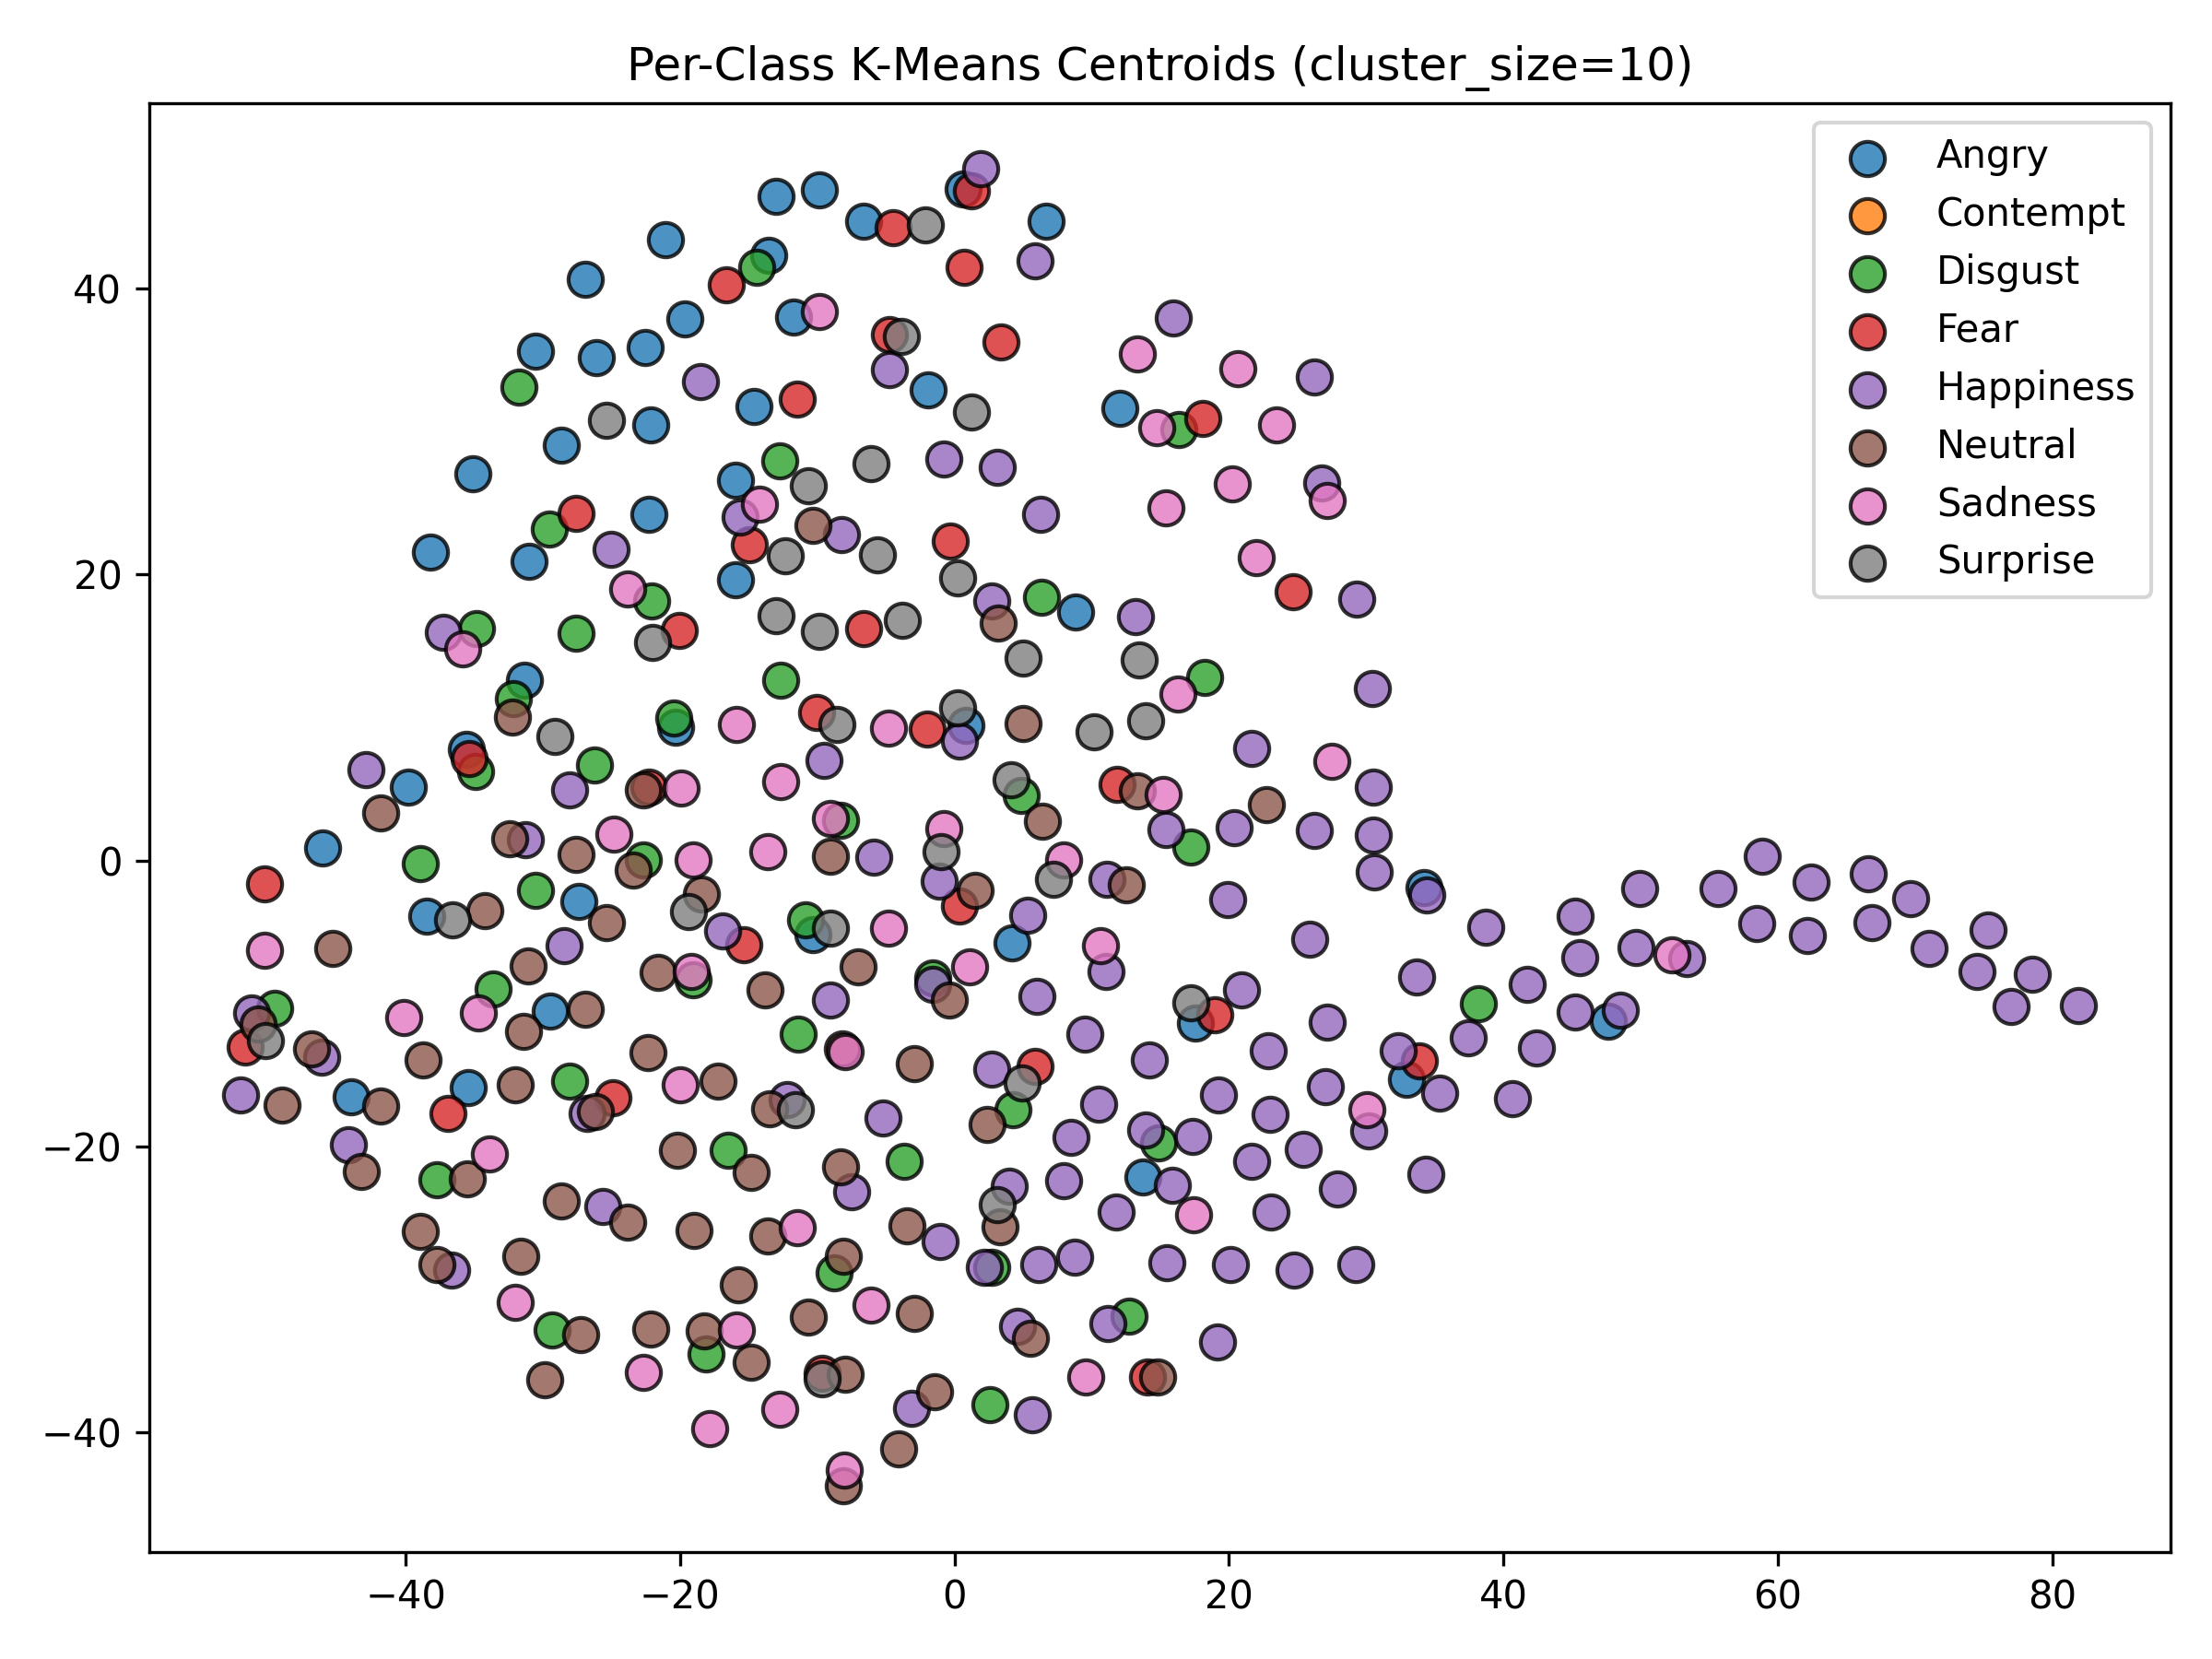 Per-Class K-Means Centroids (cluster_size=10)
Angry
Contempt
Disgust
Fear
Happiness
Neutral
Sadness
Surprise
40
20
0
−20
−40
−40
−20
0
20
40
60
80